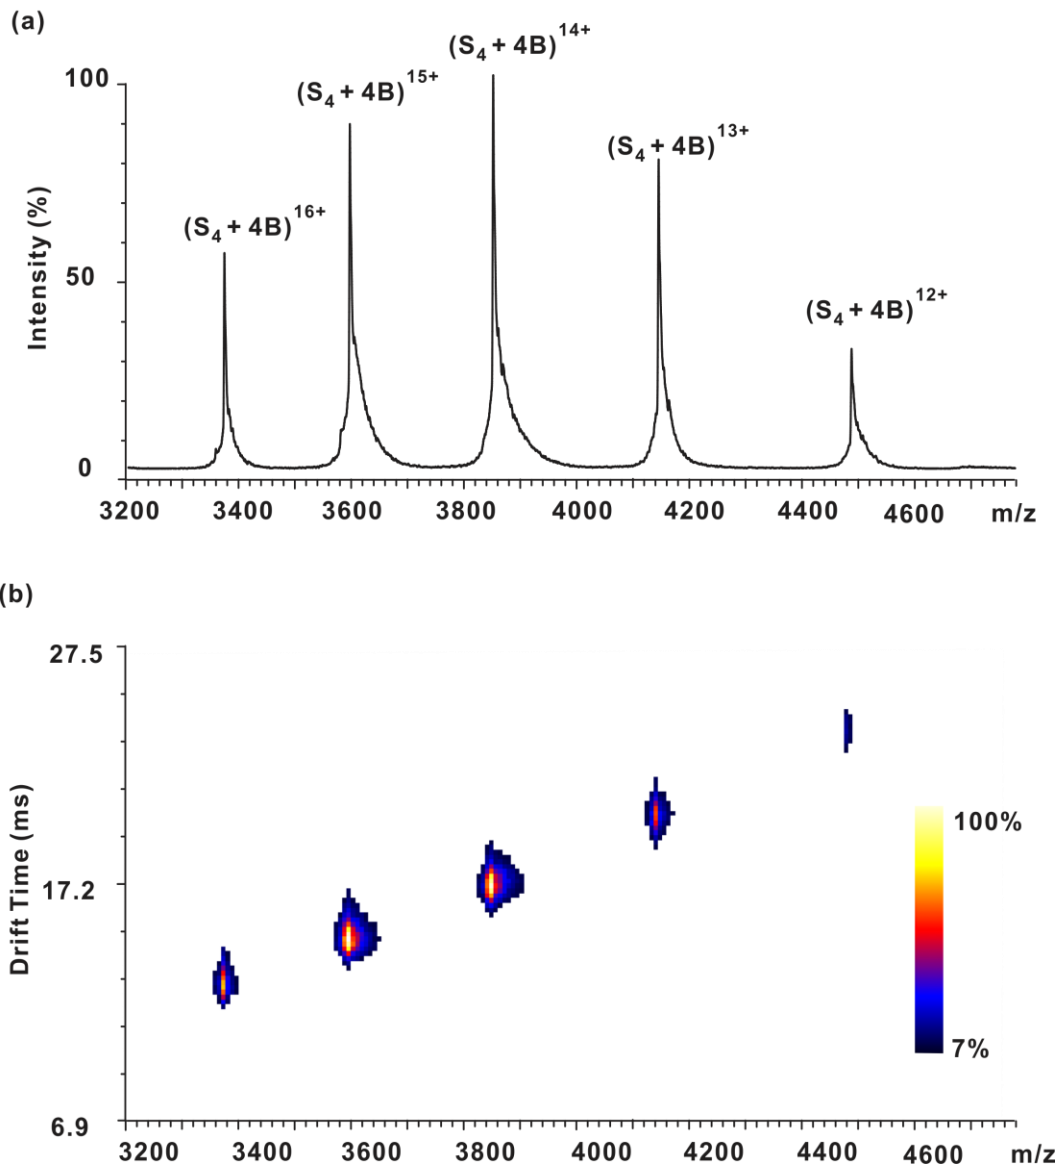 (a)
(S₄ + 4B)¹⁴⁺
(S₄ + 4B)¹⁵⁺
(S₄ + 4B)¹³⁺
(S₄ + 4B)¹⁶⁺
(S₄ + 4B)¹²⁺
100
50
0
Intensity (%)
3200 3400 3600 3800 4000 4200 4400 4600 m/z
(b)
27.5
17.2
6.9
Drift Time (ms)
100%
7%
3200 3400 3600 3800 4000 4200 4400 4600 m/z